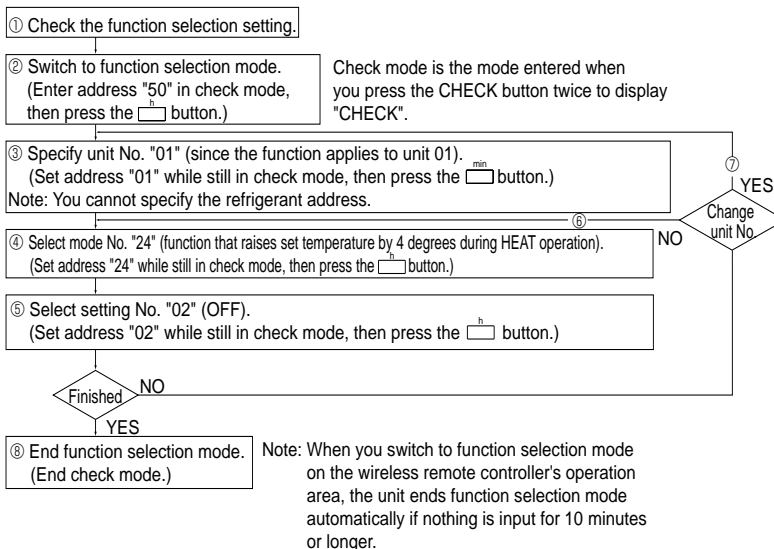 ① Check the function selection setting.
② Switch to function selection mode.
(Enter address "50" in check mode,
then press the h button.)
Check mode is the mode entered when
you press the CHECK button twice to display
"CHECK".
③ Specify unit No. "01" (since the function applies to unit 01).
(Set address "01" while still in check mode, then press the min button.)
Note: You cannot specify the refrigerant address.
⑦
YES
Change
unit No.
NO
⑥
④ Select mode No. "24" (function that raises set temperature by 4 degrees during HEAT operation).
(Set address "24" while still in check mode, then press the h button.)
⑤ Select setting No. "02" (OFF).
(Set address "02" while still in check mode, then press the h button.)
Finished
NO
YES
⑧ End function selection mode.
(End check mode.)
Note: When you switch to function selection mode
on the wireless remote controller's operation
area, the unit ends function selection mode
automatically if nothing is input for 10 minutes
or longer.